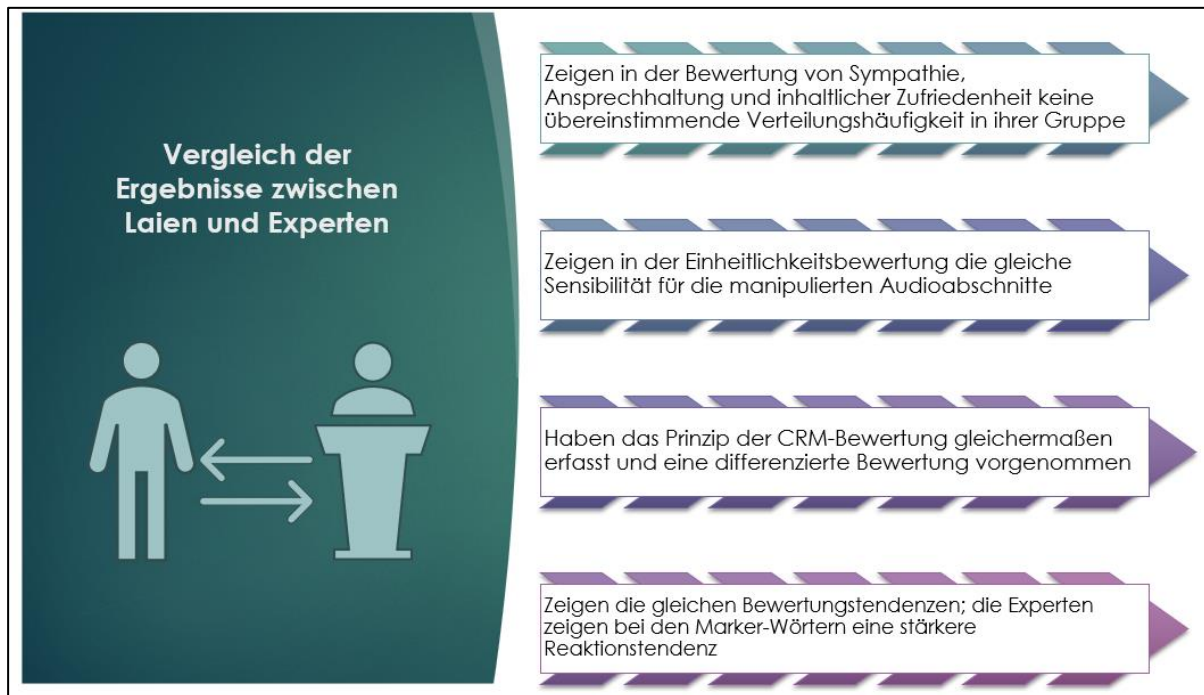 Vergleich der
Ergebnisse zwischen
Laien und Experten
Zeigen in der Bewertung von Sympathie,
Ansprechhaltung und inhaltlicher Zufriedenheit keine
übereinstimmende Verteilungshäufigkeit in ihrer Gruppe
Zeigen in der Einheitlichkeitsbewertung die gleiche
Sensibilität für die manipulierten Audioabschnitte
Haben das Prinzip der CRM-Bewertung gleichermaßen
erfasst und eine differenzierte Bewertung vorgenommen
Zeigen die gleichen Bewertungstendenzen; die Experten
zeigen bei den Marker-Wörtern eine stärkere
Reaktionstendenz